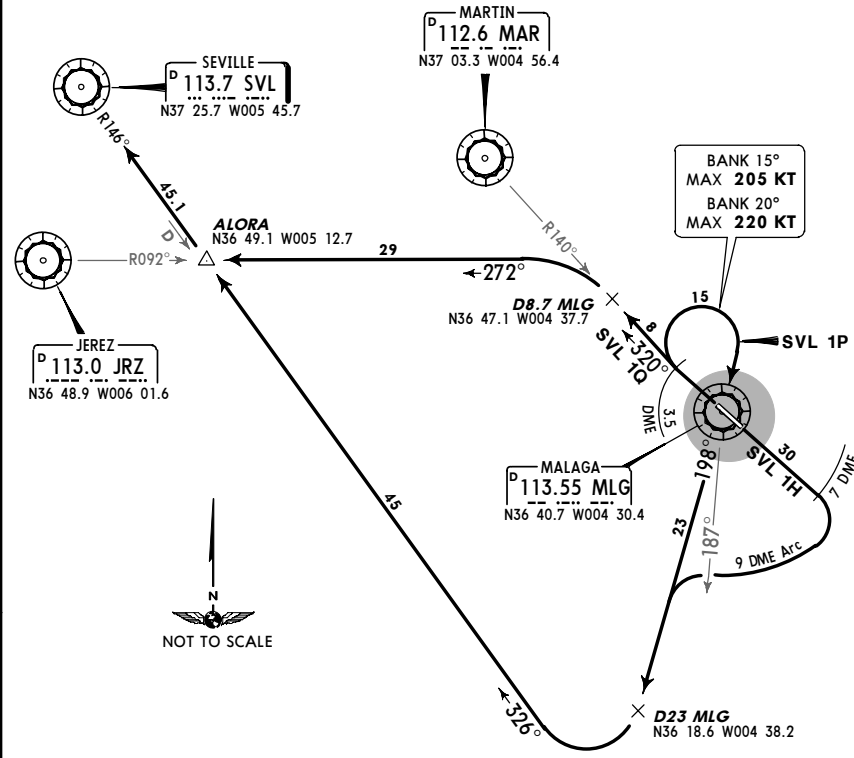 MARTIN
D 112.6 MAR
N37 03.3 W004 56.4
SEVILLE
D 113.7 SVL
N37 25.7 W005 45.7
R146°
45.1
D
BANK 15°
MAX 205 KT
BANK 20°
MAX 220 KT
ALORA
N36 49.1 W005 12.7
R140°
29
R092°
272°
D8.7 MLG
N36 47.1 W004 37.7
15
8
320°
SVL 1Q
SVL 1P
JEREZ
D 113.0 JRZ
N36 48.9 W006 01.6
3.5
DME
30
SVL 1H
7 DME
MALAGA
D 113.55 MLG
N36 40.7 W004 30.4
198°
45
23
187°
9 DME Arc
N
NOT TO SCALE
326°
D23 MLG
N36 18.6 W004 38.2